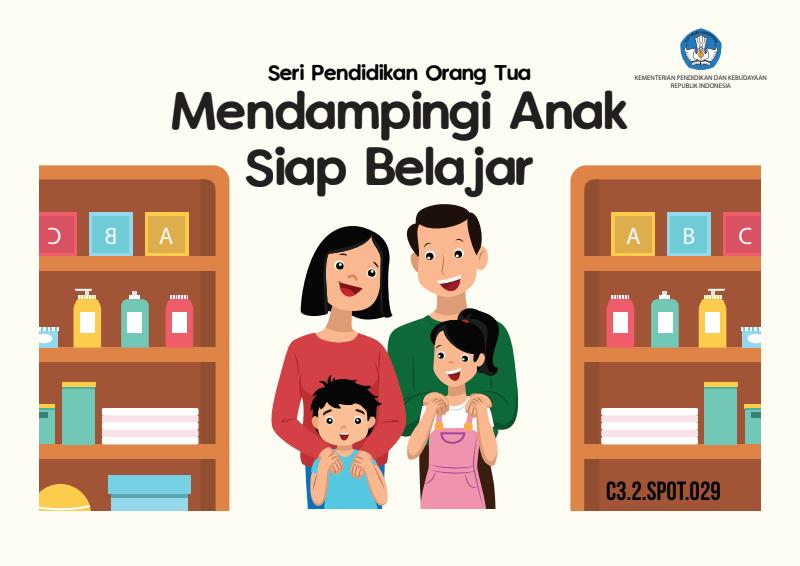 KEMENTERIAN PENDIDIKAN DAN KEBUDAYAAN
REPUBLIK INDONESIA
Seri Pendidikan Orang Tua
Mendampingi Anak
Siap Belajar
C B A
A B C
C3.2.SPOT.029